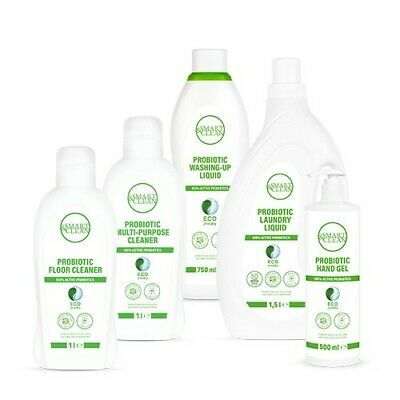 SMART
CLEAN
PROBIOTIC
FLOOR CLEANER
100% ACTIVE PROBIOTICS
ECO
1 l e
SMART
CLEAN
PROBIOTIC
MULTI-PURPOSE
CLEANER
100% ACTIVE PROBIOTICS
ECO
1 l e
SMART
CLEAN
PROBIOTIC
WASHING-UP
LIQUID
100% ACTIVE PROBIOTICS
ECO
750 ml
SMART
CLEAN
PROBIOTIC
LAUNDRY
LIQUID
100% ACTIVE PROBIOTICS
ECO
1,5 l e
SMART
CLEAN
PROBIOTIC
HAND GEL
100% ACTIVE PROBIOTICS
ECO
500 ml e